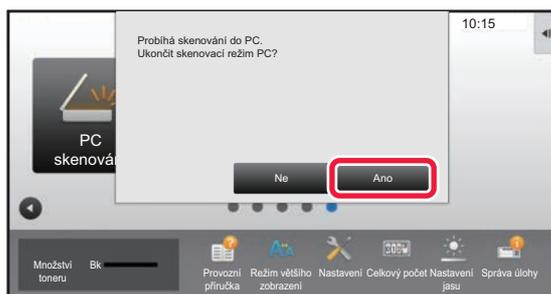 10:15
Probíhá skenování do PC.
Ukončit skenovací režim PC?
PC
skenován
Ne
Ano
Množství
toneru
Bk
Provozní
příručka
Režim většího
zobrazení
Nastavení
Celkový počet
Nastavení
jasu
Správa úlohy